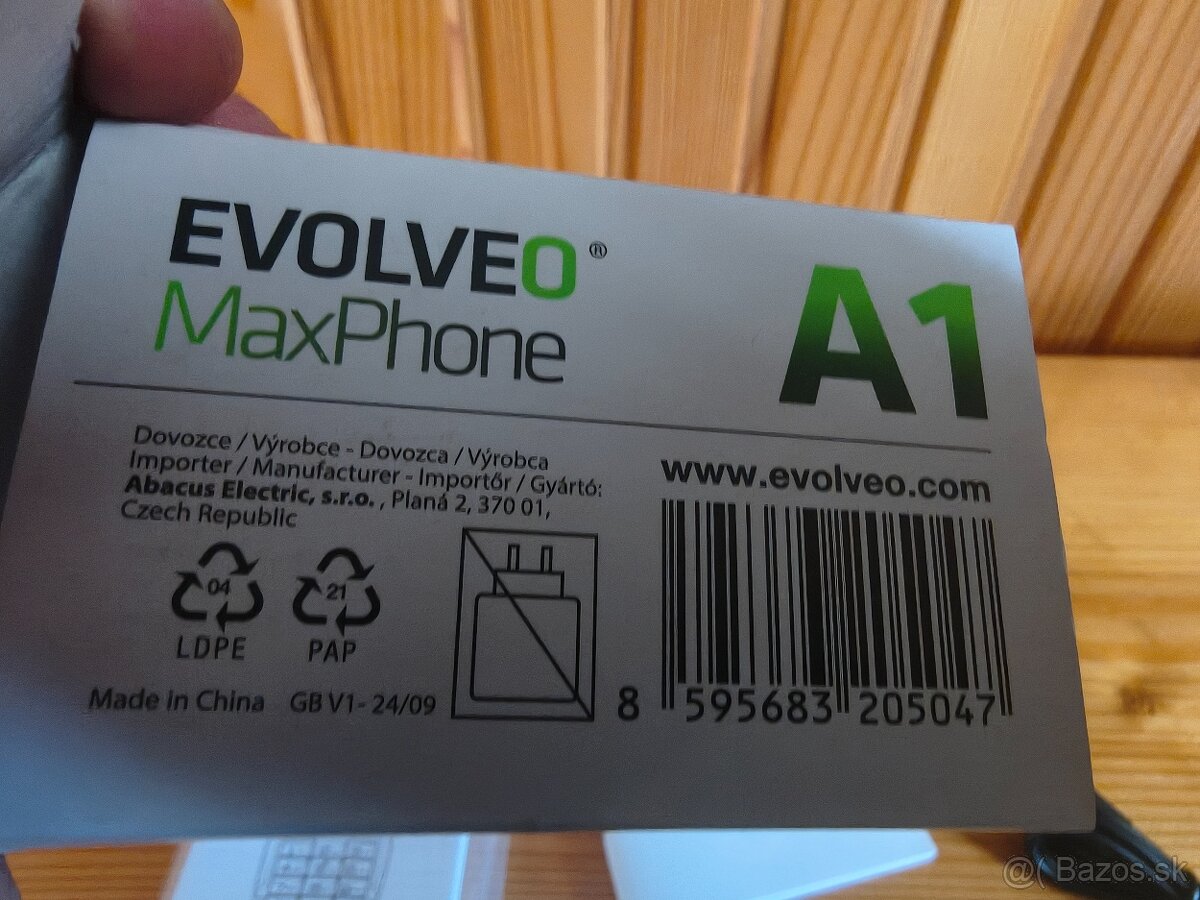 EVOLVEO®
MaxPhone
A1
Dovozce / Výrobce - Dovozca / Výrobca
Importer / Manufacturer - Importőr / Gyártó:
Abacus Electric, s.r.o. , Planá 2, 370 01,
Czech Republic
www.evolveo.com
04
LDPE
21
PAP
Made in China GB V1- 24/09
8 595683 205047
@( Bazos.sk